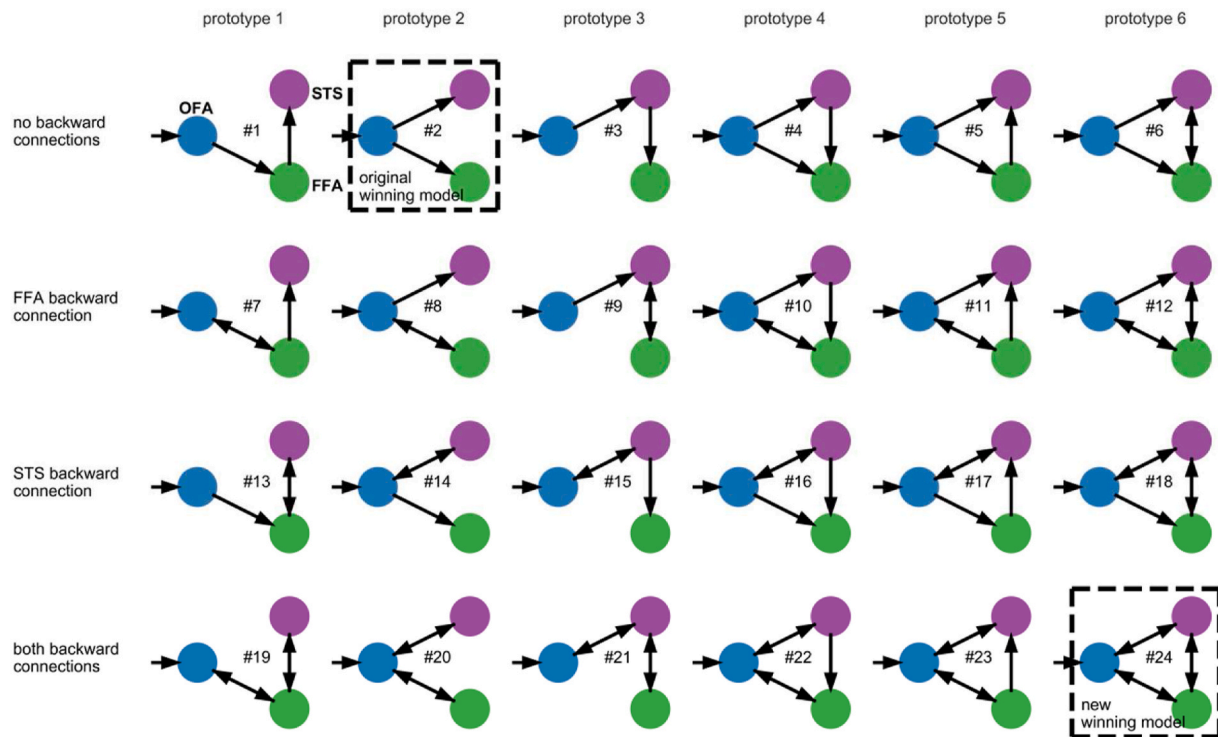 prototype 1 prototype 2 prototype 3 prototype 4 prototype 5 prototype 6
no backward
connections
OFA
STS
FFA
#1 #2 #3 #4 #5 #6
original
winning model
FFA backward
connection
#7 #8 #9 #10 #11 #12
STS backward
connection
#13 #14 #15 #16 #17 #18
both backward
connections
#19 #20 #21 #22 #23 #24
new
winning model